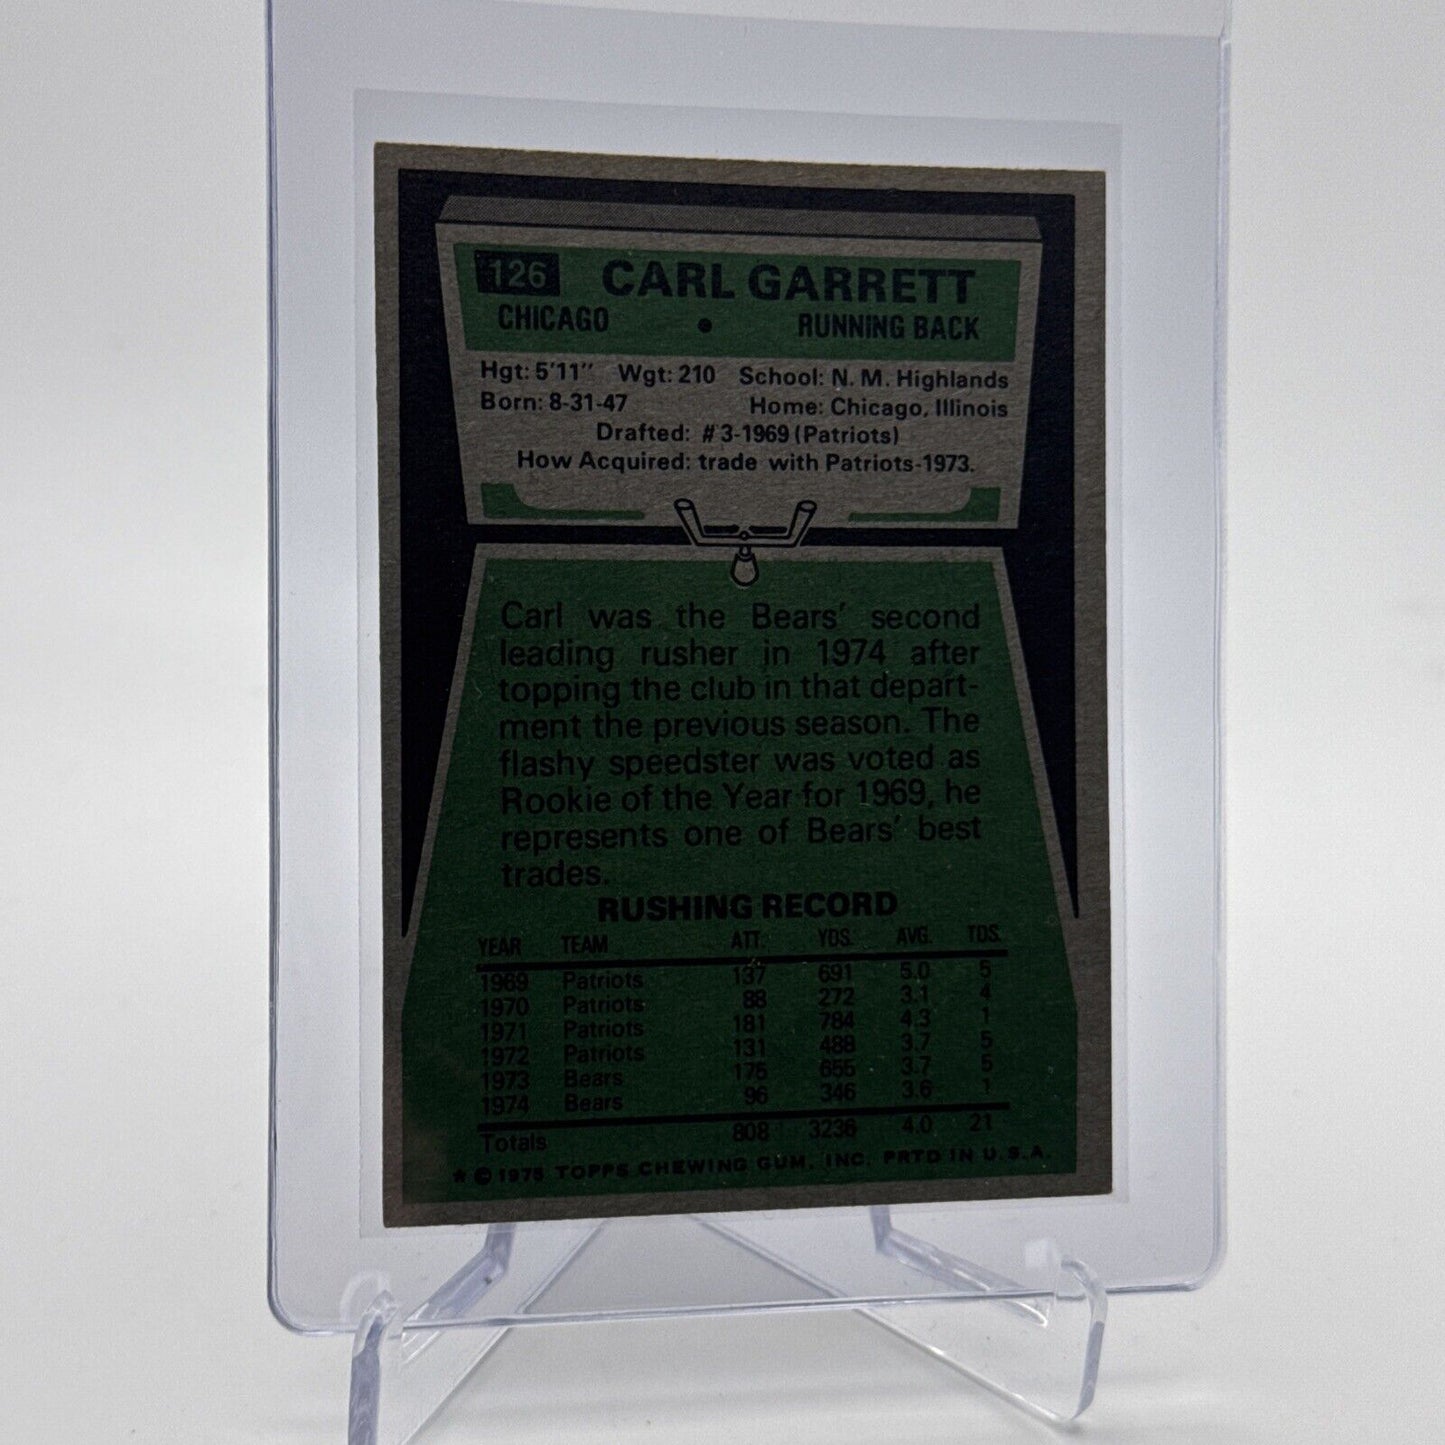 126 CARL GARRETT
CHICAGO • RUNNING BACK
Hgt: 5'11" Wgt: 210 School: N. M. Highlands
Born: 8-31-47 Home: Chicago, Illinois
Drafted: #3-1969 (Patriots)
How Acquired: trade with Patriots-1973.
Carl was the Bears' second
leading rusher in 1974 after
topping the club in that depart-
ment the previous season. The
flashy speedster was voted as
Rookie of the Year for 1969, he
represents one of Bears' best
trades.
RUSHING RECORD
YEAR TEAM ATT. YDS. AVG. TDS.
1969 Patriots 137 691 5.0 5
1970 Patriots 88 272 3.1 4
1971 Patriots 181 784 4.3 1
1972 Patriots 131 488 3.7 5
1973 Bears 175 655 3.7 5
1974 Bears 96 346 3.6 1
Totals 808 3236 4.0 21
* © 1975 TOPPS CHEWING GUM, INC. PRTD IN U.S.A.